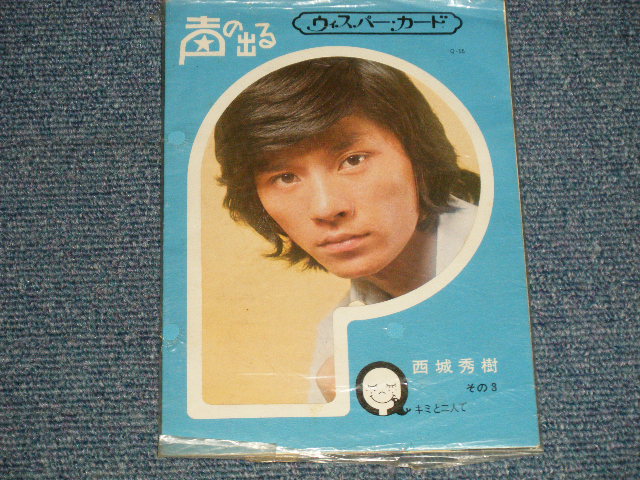 声の出る
ウィスパー・カード
Q-15
西城秀樹
その3
キミと二人で